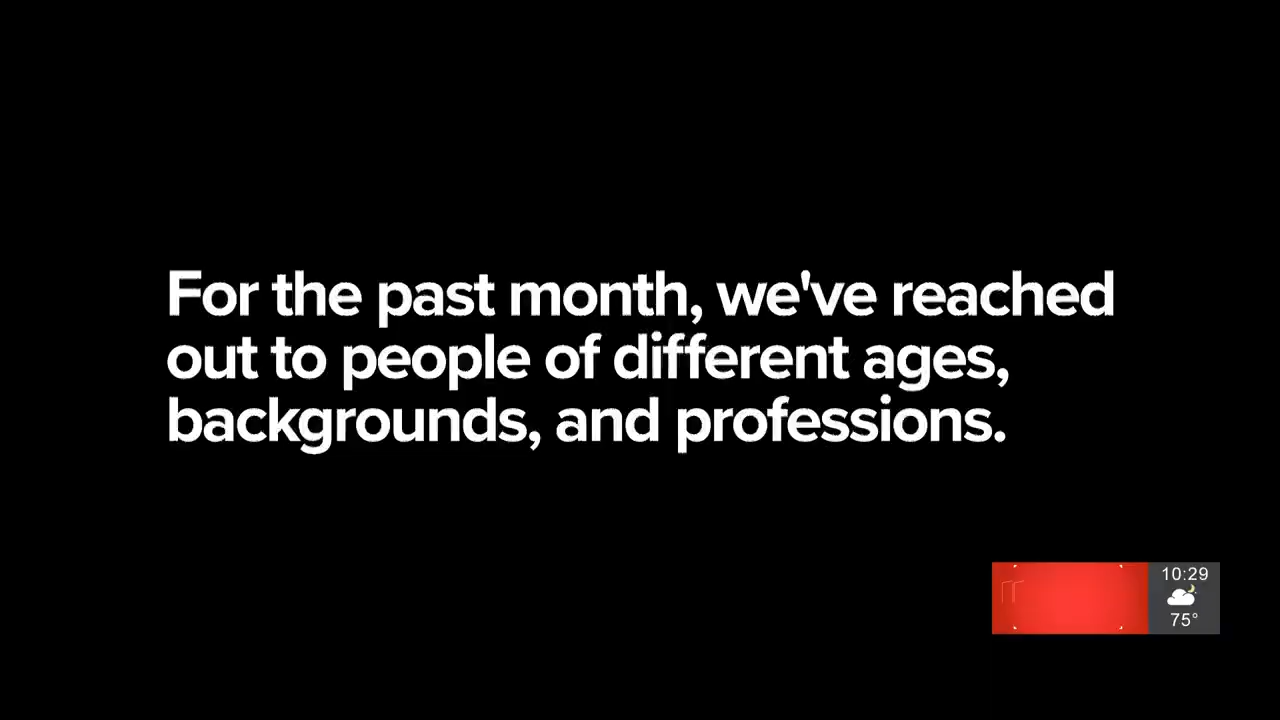 For the past month, we've reached
out to people of different ages,
backgrounds, and professions.
10:29
75°